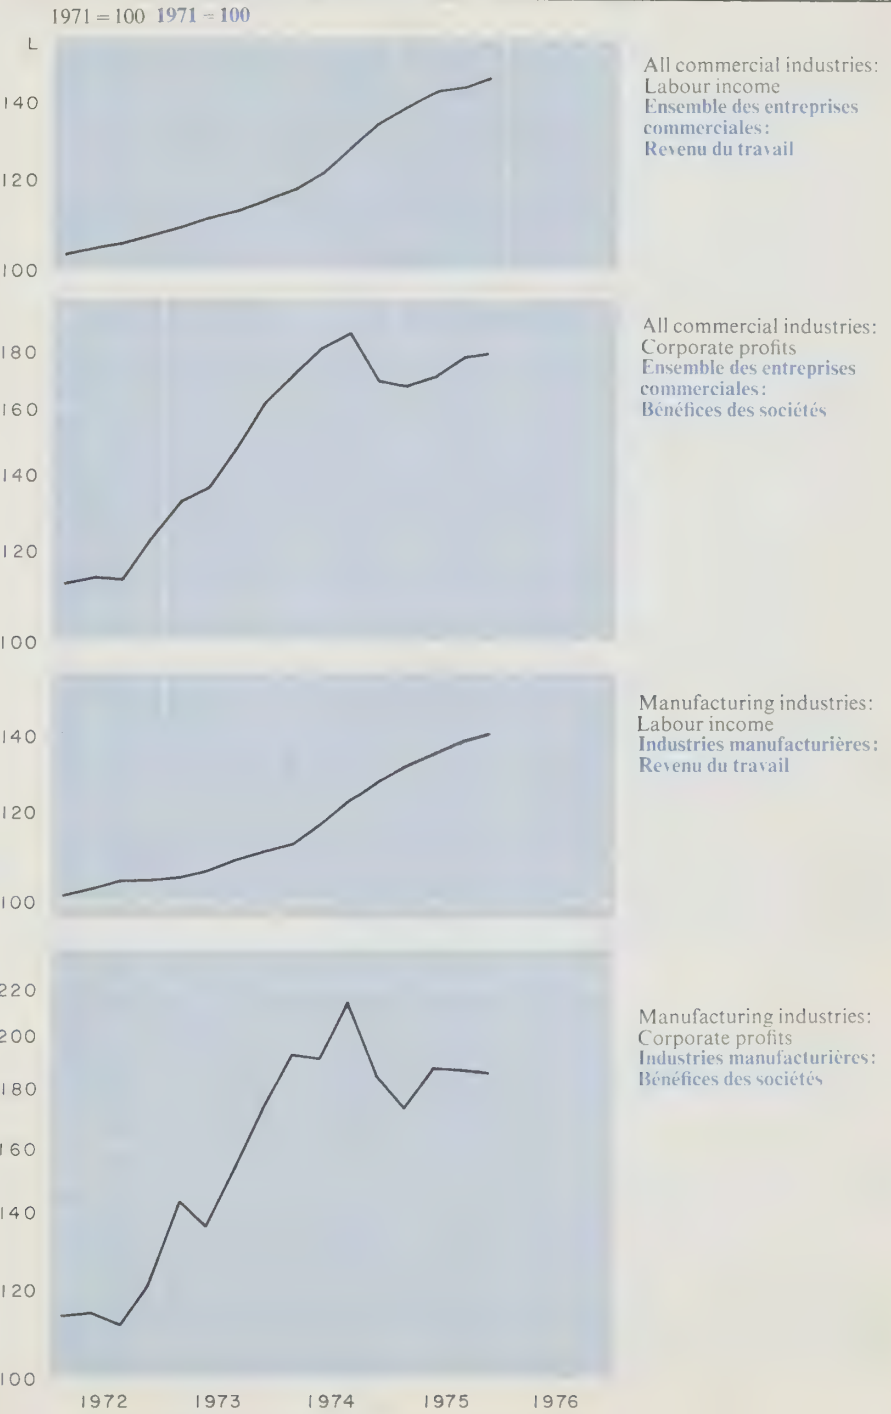 1971 = 100 1971 = 100
L
140
120
100
All commercial industries:
Labour income
Ensemble des entreprises
commerciales:
Revenu du travail
180
160
140
120
100
All commercial industries:
Corporate profits
Ensemble des entreprises
commerciales:
Bénéfices des sociétés
140
120
100
Manufacturing industries:
Labour income
Industries manufacturières:
Revenu du travail
220
200
180
160
140
120
100
Manufacturing industries:
Corporate profits
Industries manufacturières:
Bénéfices des sociétés
1972 1973 1974 1975 1976